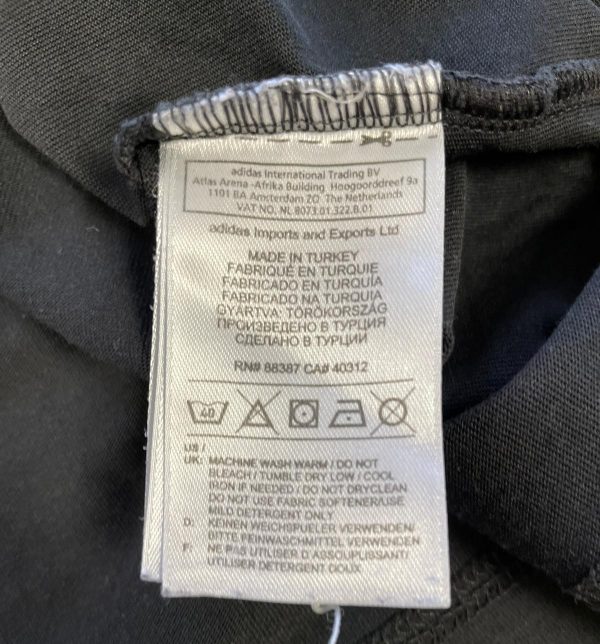 adidas International Trading BV
Atlas Arena -Afrika Building Hoogoorddreef 9a
1101 BA Amsterdam ZO The Netherlands
VAT NO. NL 8073.01.322.B.01
adidas Imports and Exports Ltd
MADE IN TURKEY
FABRIQUÉ EN TURQUIE
FABRICADO EN TURQUÍA
FABRICADO NA TURQUIA
GYÁRTVA: TÖRÖKORSZÁG
ПРОИЗВЕДЕНО В ТУРЦИЯ
СДЕЛАНО В ТУРЦИИ
RN# 88387 CA# 40312
40
US /
UK: MACHINE WASH WARM / DO NOT
BLEACH / TUMBLE DRY LOW / COOL
IRON IF NEEDED / DO NOT DRYCLEAN
DO NOT USE FABRIC SOFTENER/USE
MILD DETERGENT ONLY
D: KEINEN WEICHSPUELER VERWENDEN/
BITTE FEINWASCHMITTEL VERWENDEN
F: NE PAS UTILISER D'ASSOUPLISSANT/
UTILISER DETERGENT DOUX